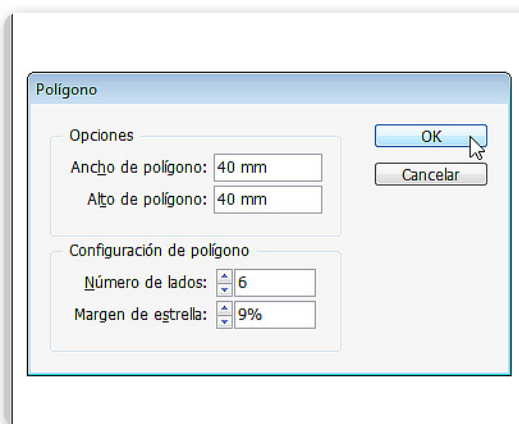 Polígono
Opciones
Ancho de polígono: 40 mm
Alto de polígono: 40 mm
Configuración de polígono
Número de lados: 6
Margen de estrella: 9%
OK
Cancelar